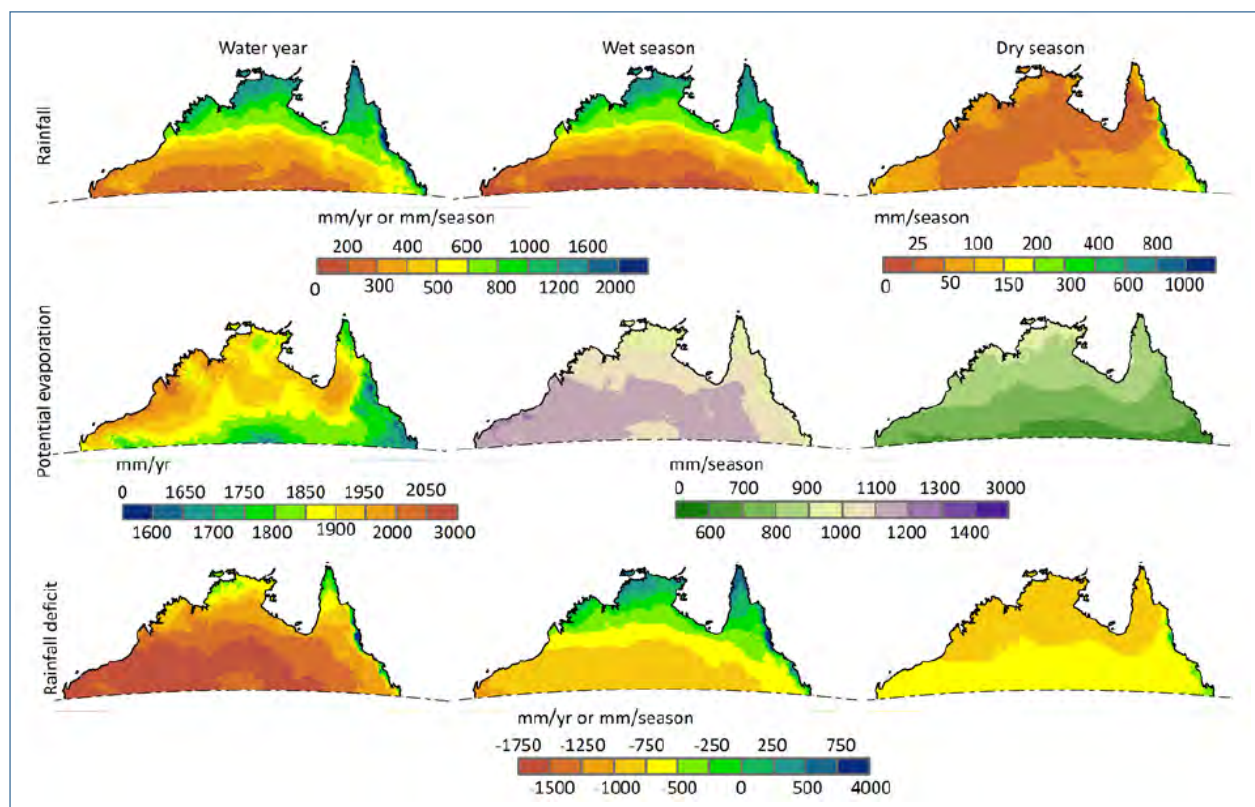 Water year Wet season Dry season
Rainfall
mm/yr or mm/season
200 400 600 1000 1600
0 300 500 800 1200 2000
mm/season
25 100 200 400 800
0 50 150 300 600 1000
Potential evaporation
mm/yr
0 1650 1750 1850 1950 2050
1600 1700 1800 1900 2000 3000
mm/season
0 700 900 1100 1300 3000
600 800 1000 1200 1400
Rainfall deficit
mm/yr or mm/season
-1750 -1250 -750 -250 250 750
-1500 -1000 -500 0 500 4000